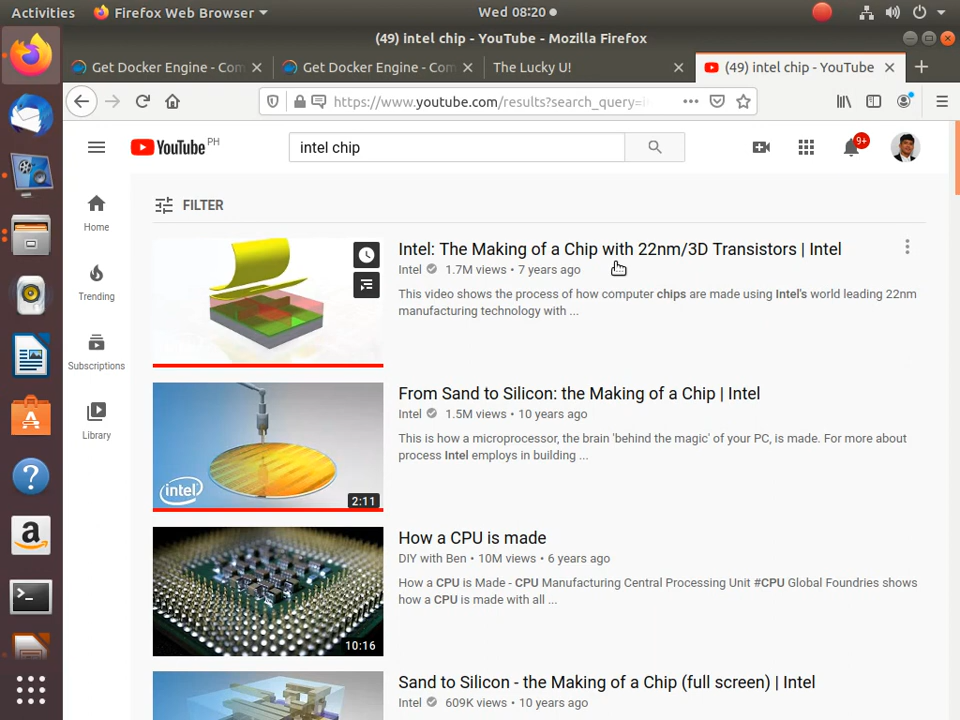 Activities
Firefox Web Browser
Wed 08:20
(49) intel chip - YouTube - Mozilla Firefox
Get Docker Engine - Com
Get Docker Engine - Com
The Lucky U!
(49) intel chip - YouTube
https://www.youtube.com/results?search_query=i
YouTube PH
intel chip
9+
Home
Trending
Subscriptions
Library
FILTER
Intel: The Making of a Chip with 22nm/3D Transistors | Intel
Intel 1.7M views • 7 years ago
This video shows the process of how computer chips are made using Intel's world leading 22nm
manufacturing technology with ...
From Sand to Silicon: the Making of a Chip | Intel
Intel 1.5M views • 10 years ago
This is how a microprocessor, the brain 'behind the magic' of your PC, is made. For more about
process Intel employs in building ...
intel
2:11
How a CPU is made
DIY with Ben • 10M views • 6 years ago
How a CPU is Made - CPU Manufacturing Central Processing Unit #CPU Global Foundries shows
how a CPU is made with all ...
10:16
Sand to Silicon - the Making of a Chip (full screen) | Intel
Intel 609K views • 10 years ago